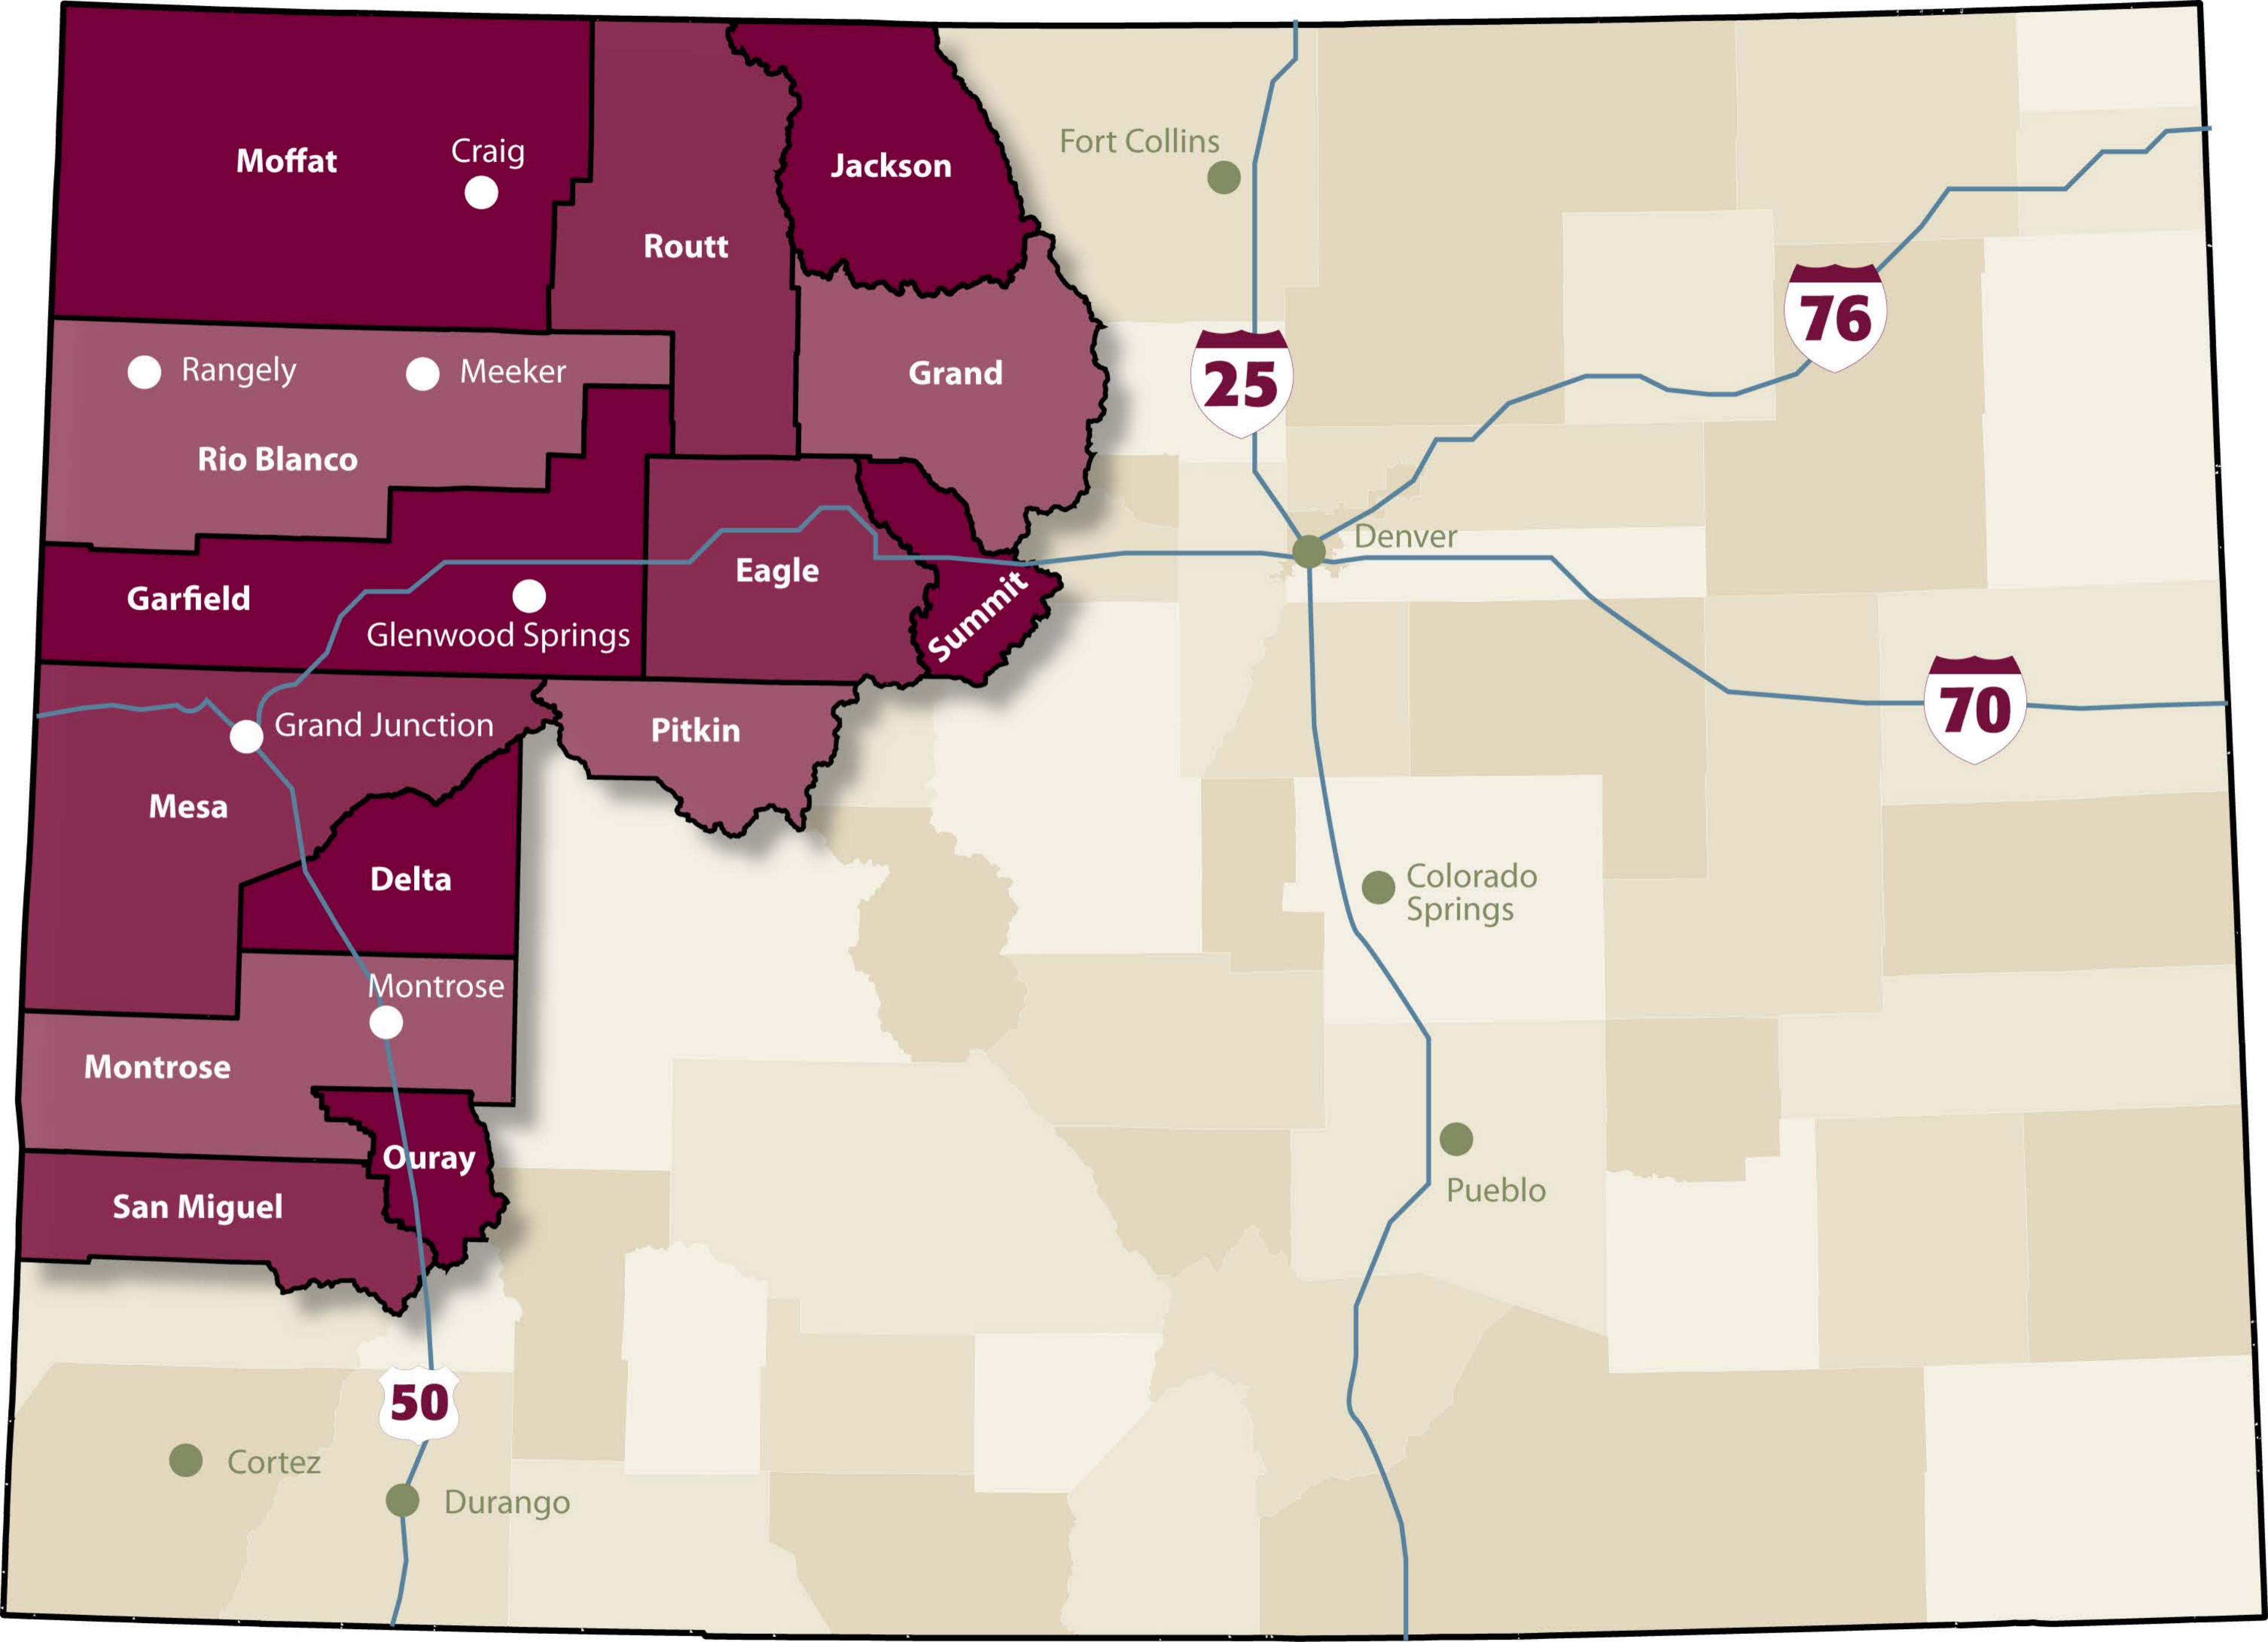 Fort Collins
Craig
Moffat
Jackson
Routt
76
25
Rangely
Meeker
Grand
Rio Blanco
Denver
Eagle
Garfield
Summit
Glenwood Springs
70
Grand Junction
Pitkin
Mesa
Delta
Colorado
Springs
Montrose
Montrose
Ouray
Pueblo
San Miguel
50
Cortez
Durango